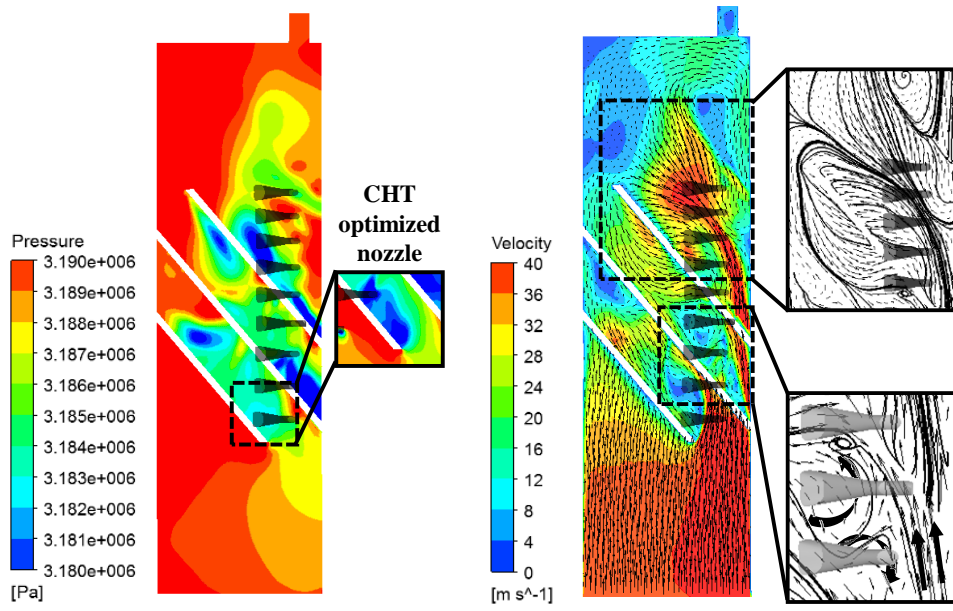 CHT
optimized
nozzle
Pressure
3.190e+006
3.189e+006
3.188e+006
3.187e+006
3.186e+006
3.185e+006
3.184e+006
3.183e+006
3.182e+006
3.181e+006
3.180e+006
[Pa]
Velocity
40
36
32
28
24
20
16
12
8
4
0
[m s^-1]